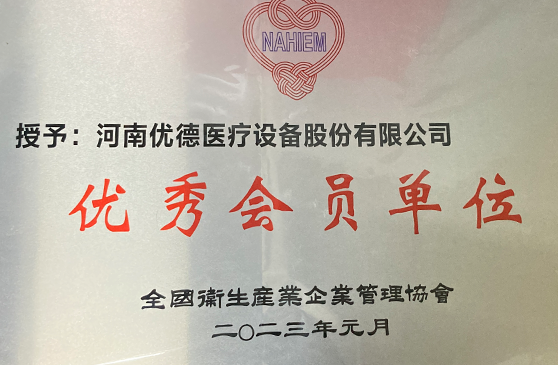 NAHIEM
授予：河南优德医疗设备股份有限公司
优秀会员单位
全國衛生産業企業管理協會
二〇二三年元月